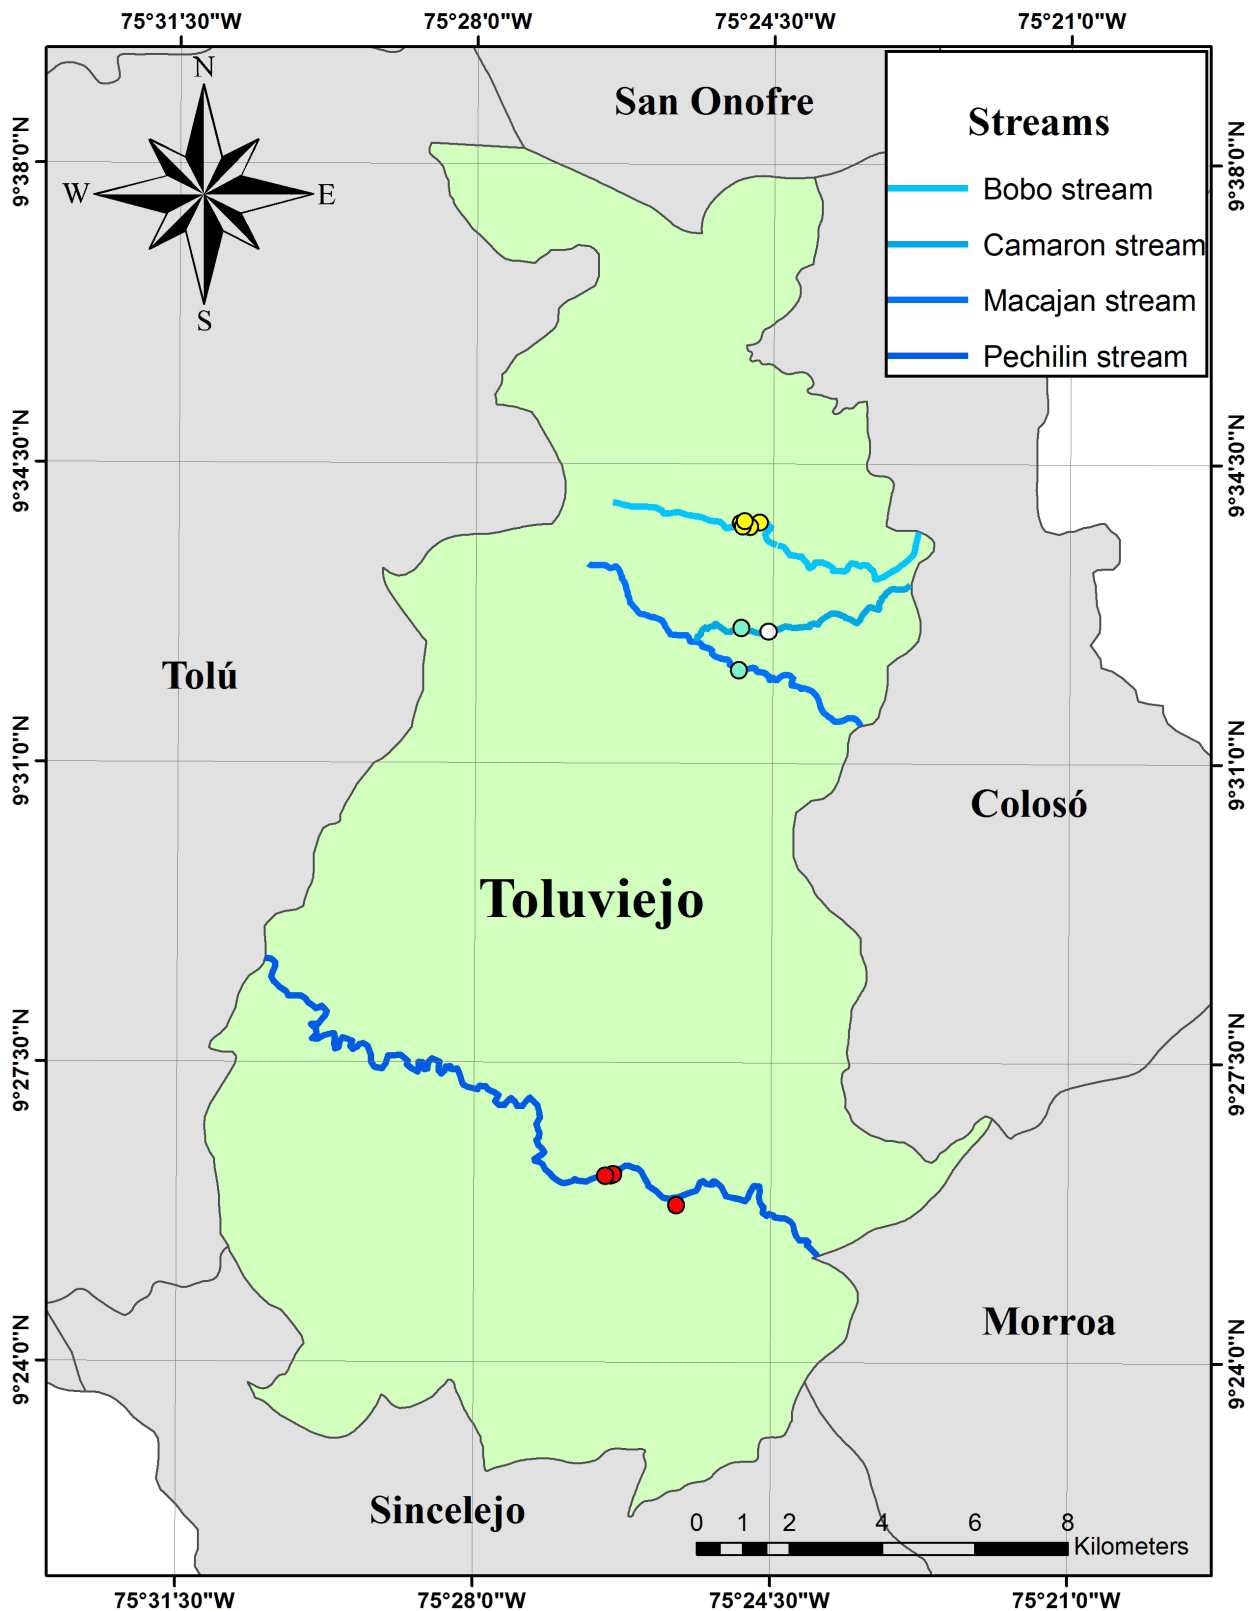 75°31'30"W 75°28'0"W 75°24'30"W 75°21'0"W
N
W E
S
San Onofre
Streams
Bobo stream
Camaron stream
Macajan stream
Pechilin stream
9°38'0"N 9°38'0"N
9°34'30"N 9°34'30"N
Tolú
9°31'0"N 9°31'0"N
Colosó
Toluviejo
9°27'30"N 9°27'30"N
Morroa
9°24'0"N 9°24'0"N
Sincelejo
0 1 2 4 6 8
Kilometers
75°31'30"W 75°28'0"W 75°24'30"W 75°21'0"W